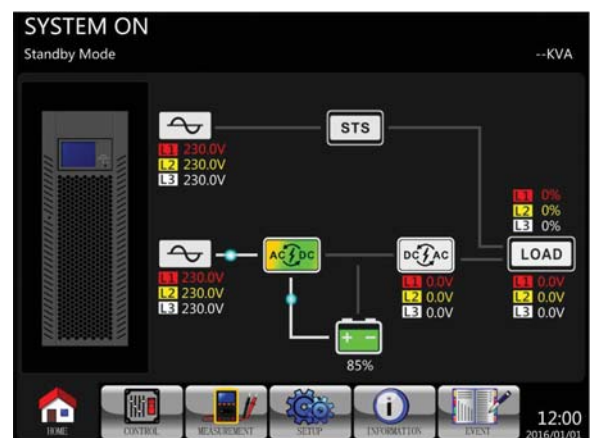 SYSTEM ON
Standby Mode --KVA
STS
L1 230.0V
L2 230.0V
L3 230.0V
L1 0%
L2 0%
L3 0%
AC DC
DC AC
LOAD
L1 230.0V
L2 230.0V
L3 230.0V
L1 0.0V
L2 0.0V
L3 0.0V
L1 0.0V
L2 0.0V
L3 0.0V
+ -
85%
HOME CONTROL MEASUREMENT SETUP INFORMATION EVENT
12:00
2016/01/01